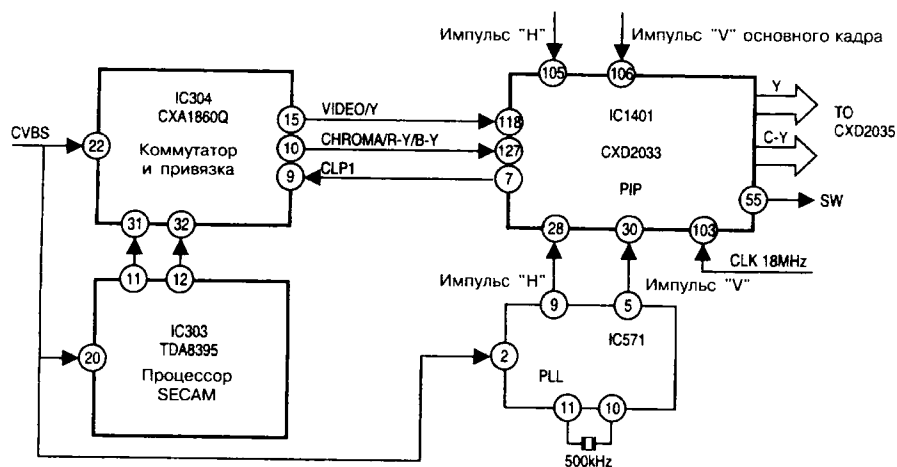 Импульс "H"
Импульс "V" основного кадра
105
106
IC304
CXA1860Q
Коммутатор
и привязка
CVBS
22
15
VIDEO/Y
118
10
CHROMA/R-Y/B-Y
127
9
CLP1
7
31
32
IC1401
CXD2033
PIP
Y
C-Y
TO
CXD2035
55
SW
28
30
103
CLK 18MHz
11
12
IC303
TDA8395
Процессор
SECAM
20
Импульс "H"
Импульс "V"
9
5
IC571
2
PLL
11
10
500kHz